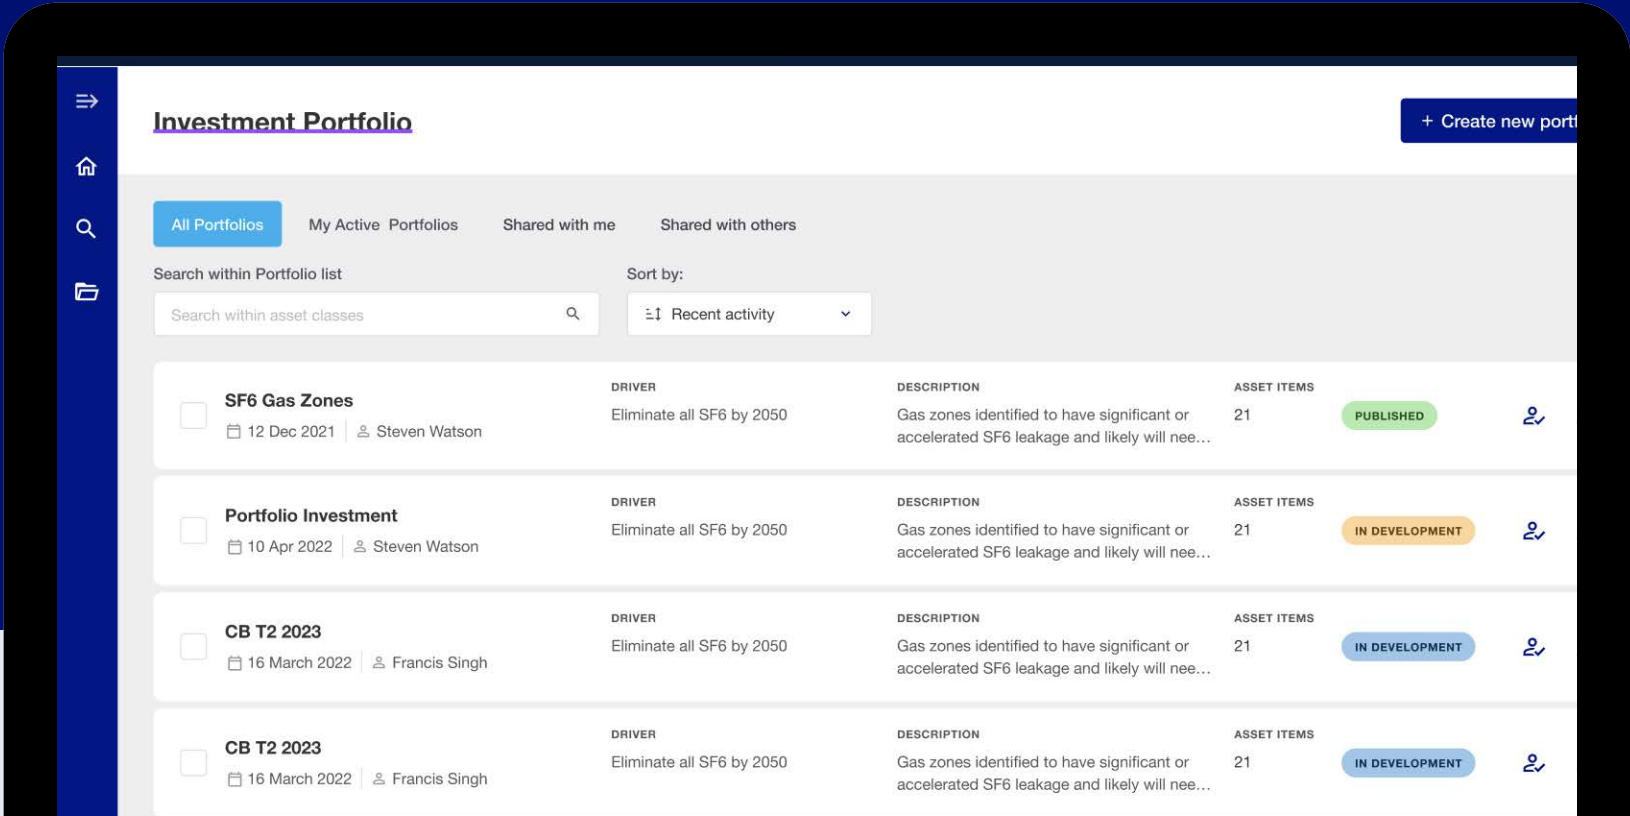 Investment Portfolio
+ Create new
All Portfolios
My Active Portfolios
Shared with me
Shared with others
Search within Portfolio list
Sort by:
Search within asset classes
Recent activity
SF6 Gas Zones
12 Dec 2021
Steven Watson
DRIVER
Eliminate all SF6 by 2050
DESCRIPTION
Gas zones identified to have significant or
accelerated SF6 leakage and likely will nee...
ASSET ITEMS
21
PUBLISHED
Portfolio Investment
10 Apr 2022
Steven Watson
DRIVER
Eliminate all SF6 by 2050
DESCRIPTION
Gas zones identified to have significant or
accelerated SF6 leakage and likely will nee...
ASSET ITEMS
21
IN DEVELOPMENT
CB T2 2023
16 March 2022
Francis Singh
DRIVER
Eliminate all SF6 by 2050
DESCRIPTION
Gas zones identified to have significant or
accelerated SF6 leakage and likely will nee...
ASSET ITEMS
21
IN DEVELOPMENT
CB T2 2023
16 March 2022
Francis Singh
DRIVER
Eliminate all SF6 by 2050
DESCRIPTION
Gas zones identified to have significant or
accelerated SF6 leakage and likely will nee...
ASSET ITEMS
21
IN DEVELOPMENT